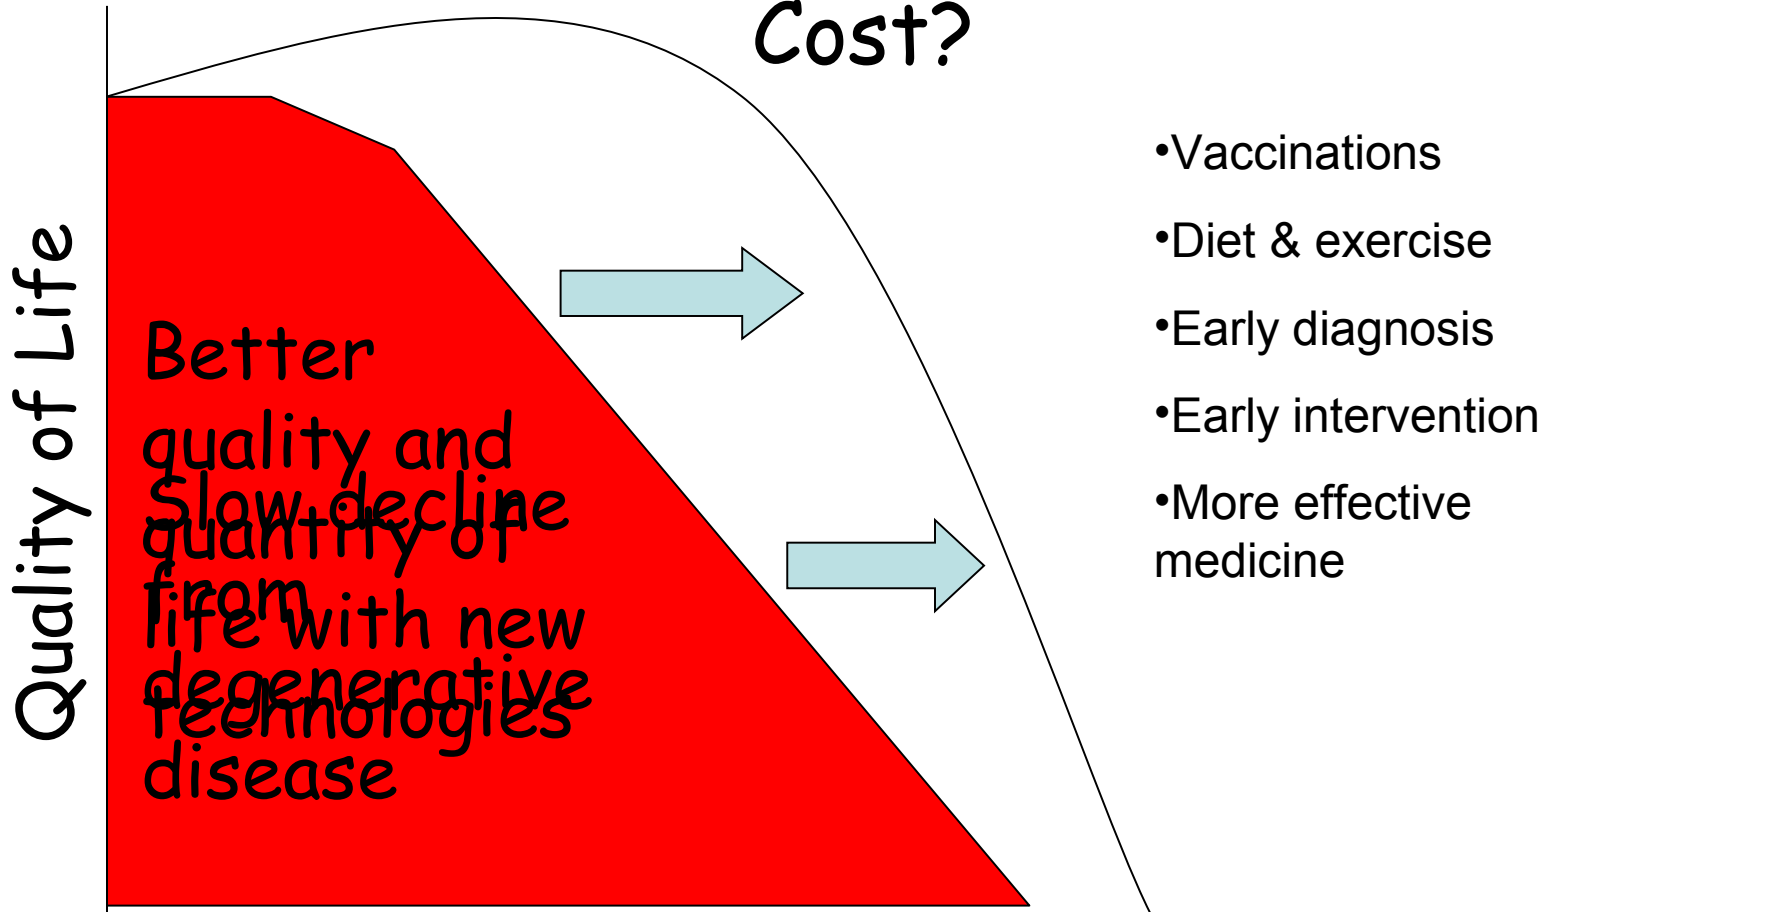 Cost?
Quality of Life
Better
quality and
quantity of
life with new
technologies
Slow decline
from
degenerative
disease
•Vaccinations
•Diet & exercise
•Early diagnosis
•Early intervention
•More effective
medicine